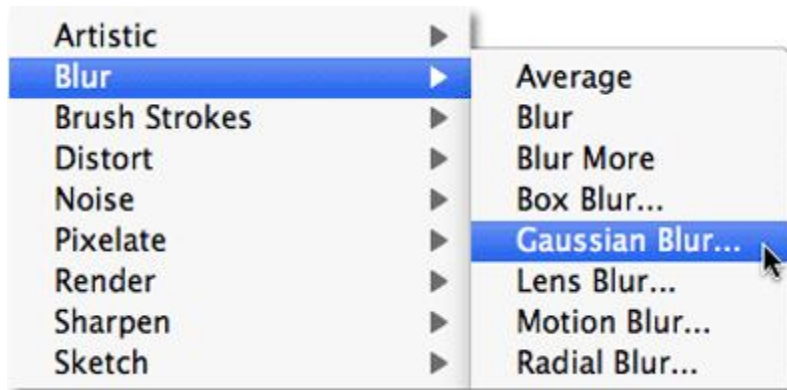 Artistic
Blur
Brush Strokes
Distort
Noise
Pixelate
Render
Sharpen
Sketch
Average
Blur
Blur More
Box Blur...
Gaussian Blur...
Lens Blur...
Motion Blur...
Radial Blur...